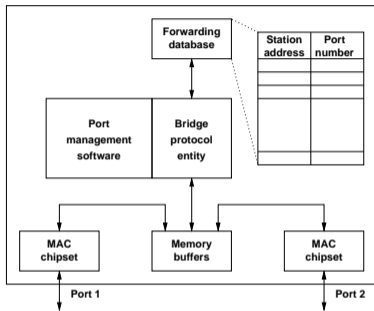 Forwarding
database
Station
address
Port
number
Port
management
software
Bridge
protocol
entity
MAC
chipset
Memory
buffers
MAC
chipset
Port 1
Port 2